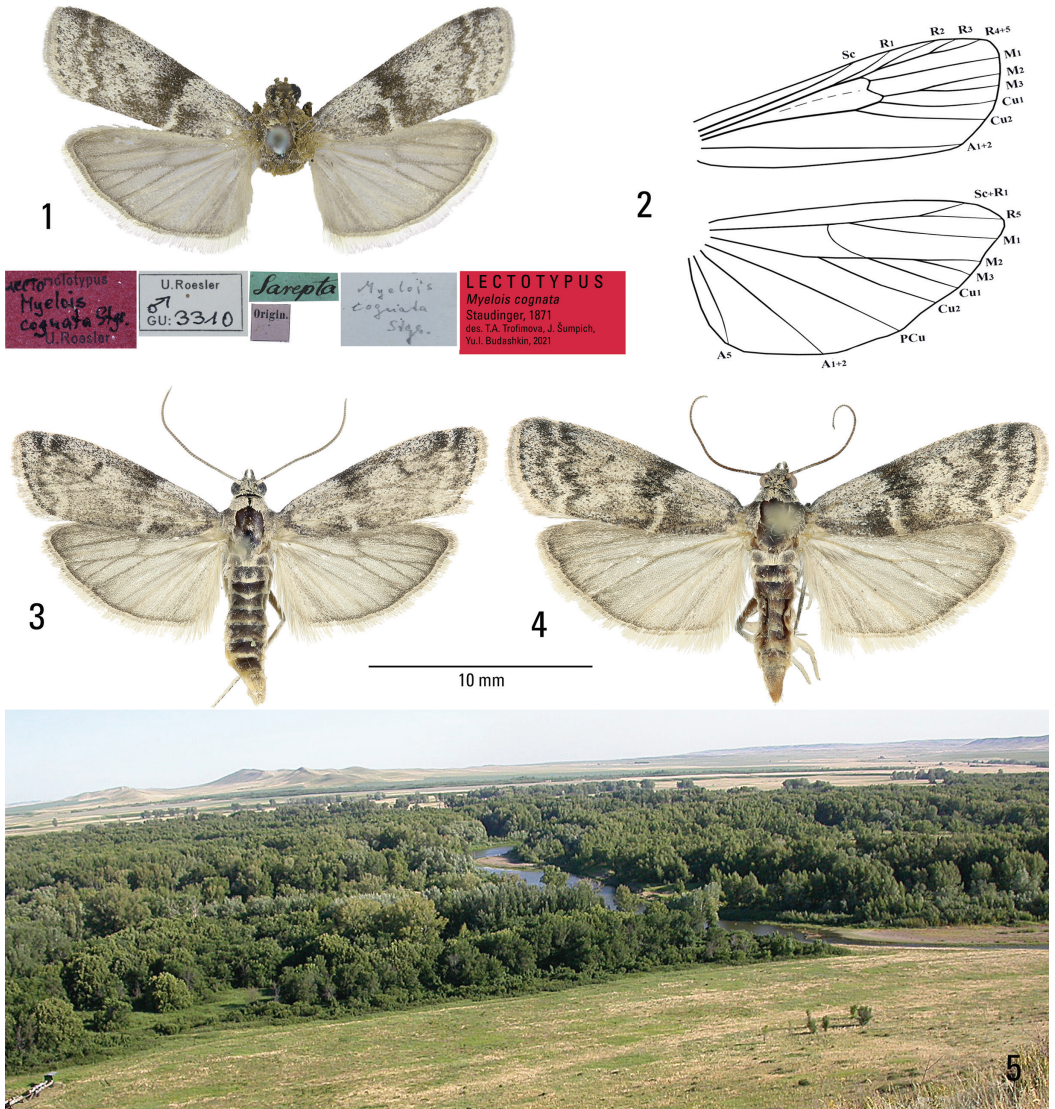 1
2
Sc
R1
R2
R3
R4+5
M1
M2
M3
Cu1
Cu2
A1+2
Sc+R1
R5
M1
M2
M3
Cu1
Cu2
PCu
A1+2
A5
LECTOTYPUS
Myelois
cognata Stgr.
U. Roesler
U. Roesler
♂
GU: 3310
Sarepta
Origin.
Myelois
cognata
Stgr.
LECTOTYPUS
Myelois cognata
Staudinger, 1871
des. T.A. Trofimova, J. Šumpich,
Yu.I. Budashkin, 2021
3
4
10 mm
5